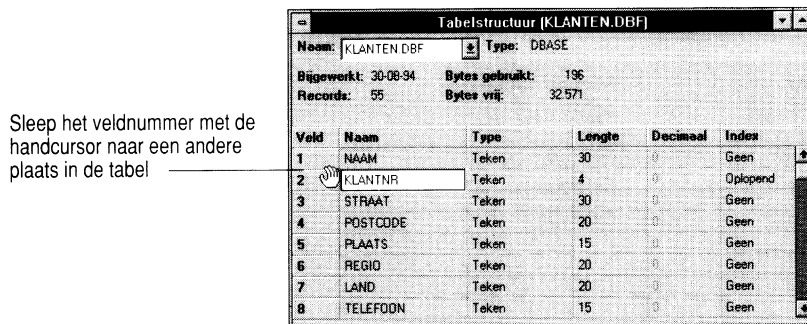 Tabelstructuur (KLANTEN.DBF)
Naam: KLANTEN.DBF Type: DBASE
Bijgewerkt: 30-08-94 Bytes gebruikt: 196
Records: 55 Bytes vrij: 32.571
Sleep het veldnummer met de
handcursor naar een andere
plaats in de tabel
Veld Naam Type Lengte Decimaal Index
1 NAAM Teken 30 0 Geen
2 KLANTNR Teken 4 0 Oplopend
3 STRAAT Teken 30 0 Geen
4 POSTCODE Teken 20 0 Geen
5 PLAATS Teken 15 0 Geen
6 REGIO Teken 20 0 Geen
7 LAND Teken 20 0 Geen
8 TELEFOON Teken 15 0 Geen